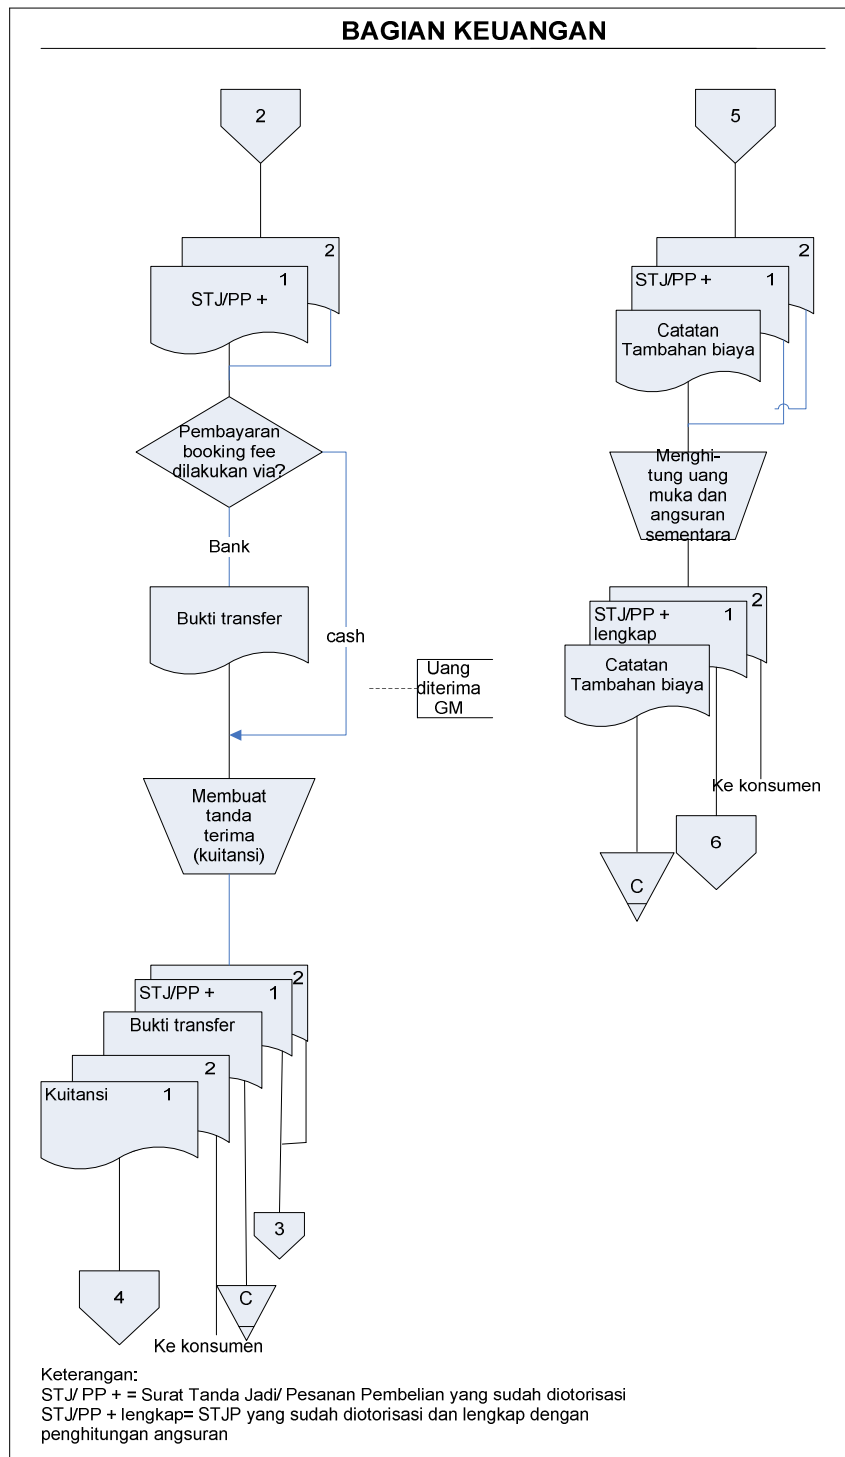 BAGIAN KEUANGAN
2
2
1
STJ/PP +
Pembayaran
booking fee
dilakukan via?
Bank
cash
Bukti transfer
Uang
diterima
GM
Membuat
tanda
terima
(kuitansi)
2
STJ/PP + 1
Bukti transfer
2
Kuitansi 1
3
4
C
Ke konsumen
5
2
STJ/PP + 1
Catatan
Tambahan biaya
Menghi-
tung uang
muka dan
angsuran
sementara
2
STJ/PP + 1
lengkap
Catatan
Tambahan biaya
Ke konsumen
6
C
Keterangan:
STJ/ PP + = Surat Tanda Jadi/ Pesanan Pembelian yang sudah diotorisasi
STJ/PP + lengkap= STJP yang sudah diotorisasi dan lengkap dengan
penghitungan angsuran